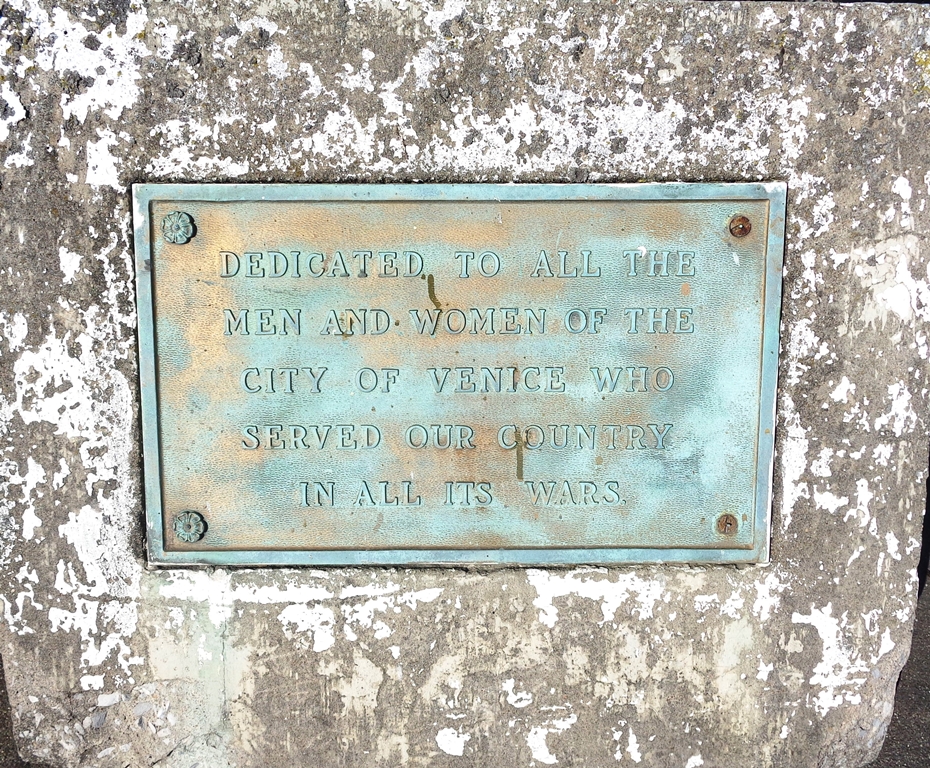 DEDICATED TO ALL THE
MEN AND WOMEN OF THE
CITY OF VENICE WHO
SERVED OUR COUNTRY
IN ALL ITS WARS.